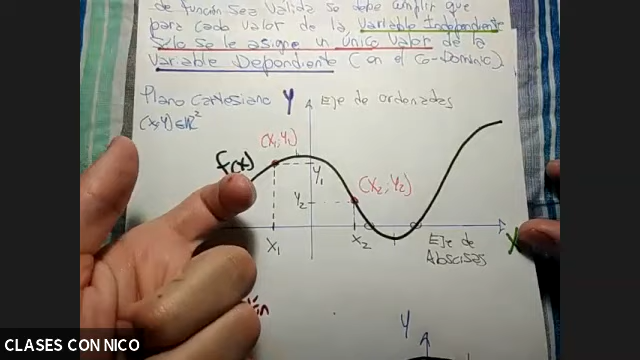 de función sea valida se debe cumplir que
para cada valor de la Variable Independiente
sólo se le asigne un único valor de la
Variable Dependiente (en el Co-Dominio).
Plano Cartesiano Y Eje de ordenadas
(x,y)∈ℝ²
(X₁,Y₁)
f(x)
Y₁
(X₂,Y₂)
Y₂
X₁ X₂ Eje de X
Abscisas
Y
CLASES CON NICO